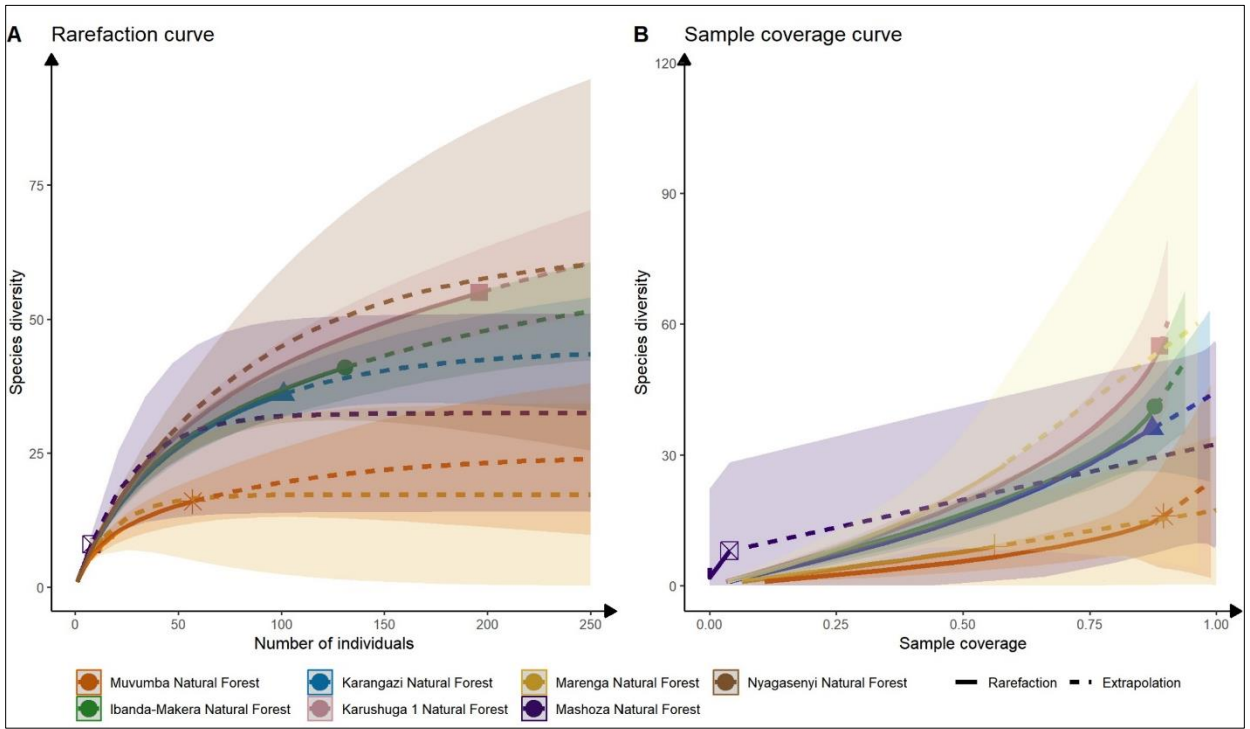 A Rarefaction curve
B Sample coverage curve
Species diversity
75
50
25
0
0 50 100 150 200 250
Number of individuals
Species diversity
120
90
60
30
0
0.00 0.25 0.50 0.75 1.00
Sample coverage
Muvumba Natural Forest
Karangazi Natural Forest
Marenga Natural Forest
Nyagasenyi Natural Forest
Rarefaction
Extrapolation
Ibanda-Makera Natural Forest
Karushuga 1 Natural Forest
Mashoza Natural Forest